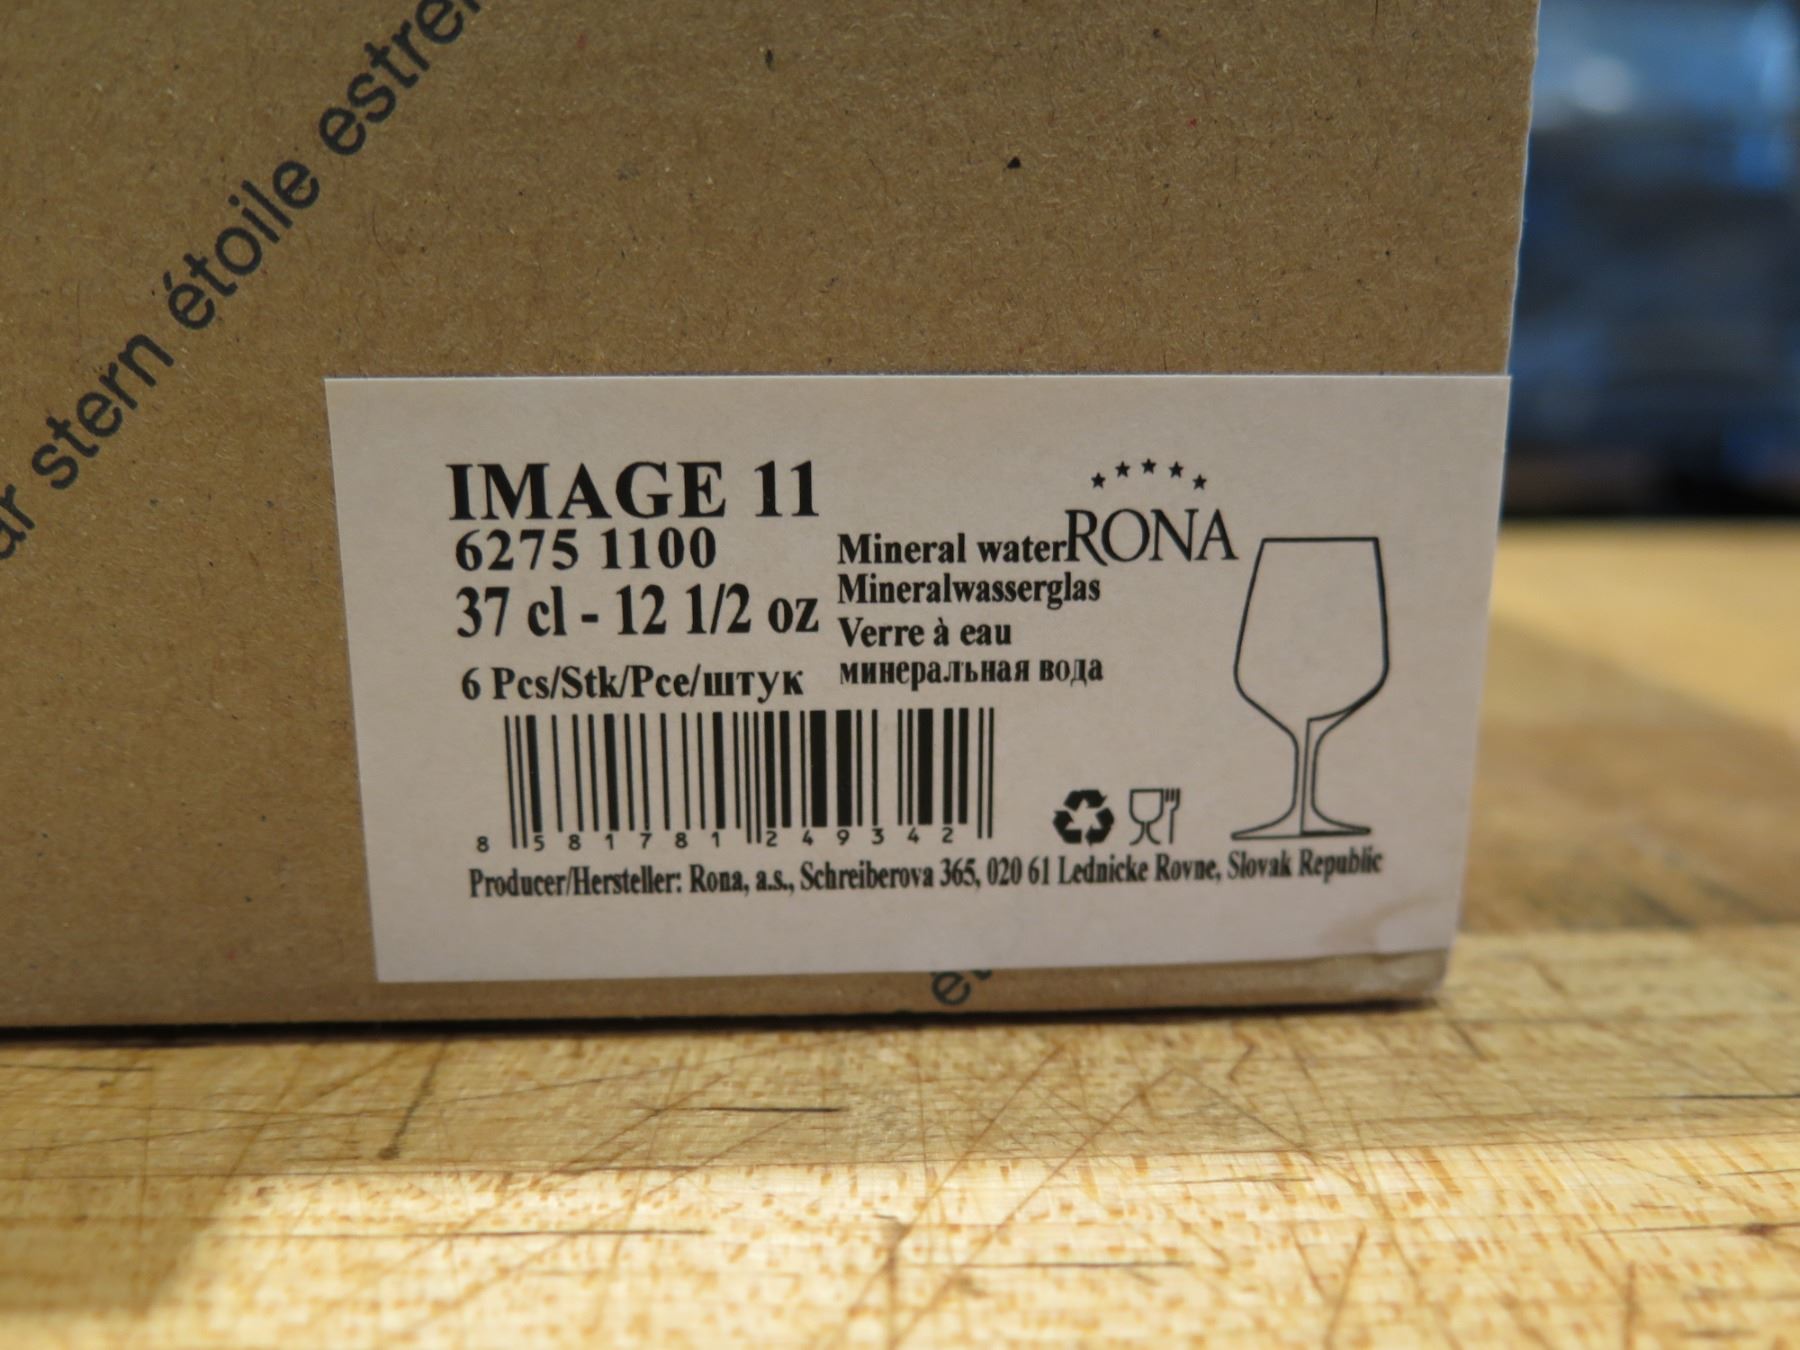 ar stern étoile estrel
IMAGE 11
6275 1100
37 cl - 12 1/2 oz
6 Pcs/Stk/Pce/штук
Mineral water
Mineralwasserglas
Verre à eau
минеральная вода
RONA
8 581781 249342
Producer/Hersteller: Rona, a.s., Schreiberova 365, 020 61 Lednicke Rovne, Slovak Republic